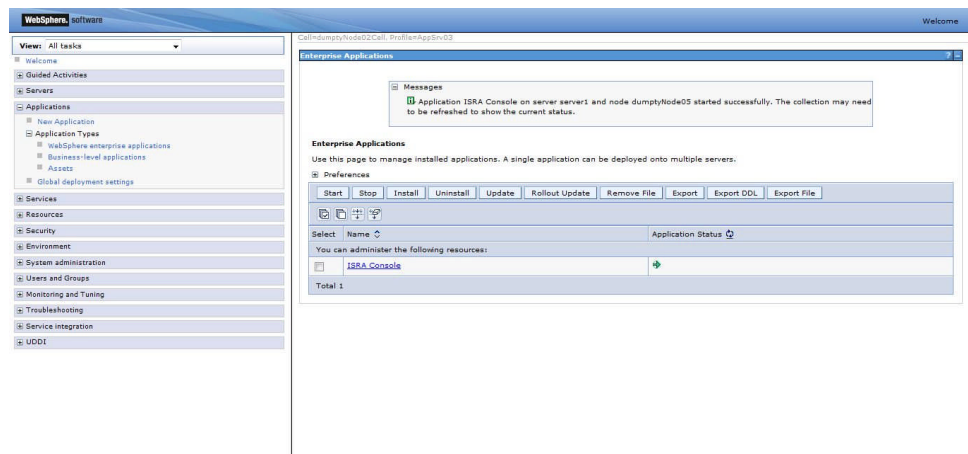 WebSphere. software
Welcome
View: All tasks
Welcome
Guided Activities
Servers
Applications
New Application
Application Types
WebSphere enterprise applications
Business-level applications
Assets
Global deployment settings
Services
Resources
Security
Environment
System administration
Users and Groups
Monitoring and Tuning
Troubleshooting
Service integration
UDDI
Cell=dumptyNode02Cell, Profile=AppSrv03
Enterprise Applications ? -
Messages
Application ISRA Console on server server1 and node dumptyNode05 started successfully. The collection may need
to be refreshed to show the current status.
Enterprise Applications
Use this page to manage installed applications. A single application can be deployed onto multiple servers.
Preferences
Start Stop Install Uninstall Update Rollout Update Remove File Export Export DDL Export File
Select Name Application Status
You can administer the following resources:
ISRA Console
Total 1